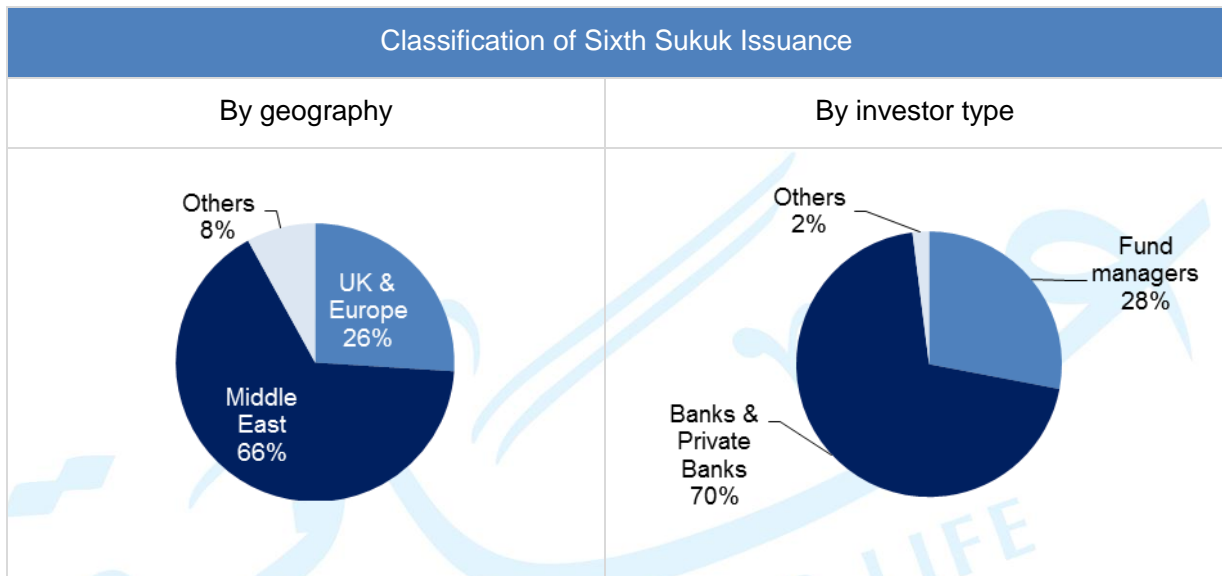 Classification of Sixth Sukuk Issuance
By geography
By investor type
Others
8%
UK &
Europe
26%
Middle
East
66%
Others
2%
Fund
managers
28%
Banks &
Private
Banks
70%
LIFE